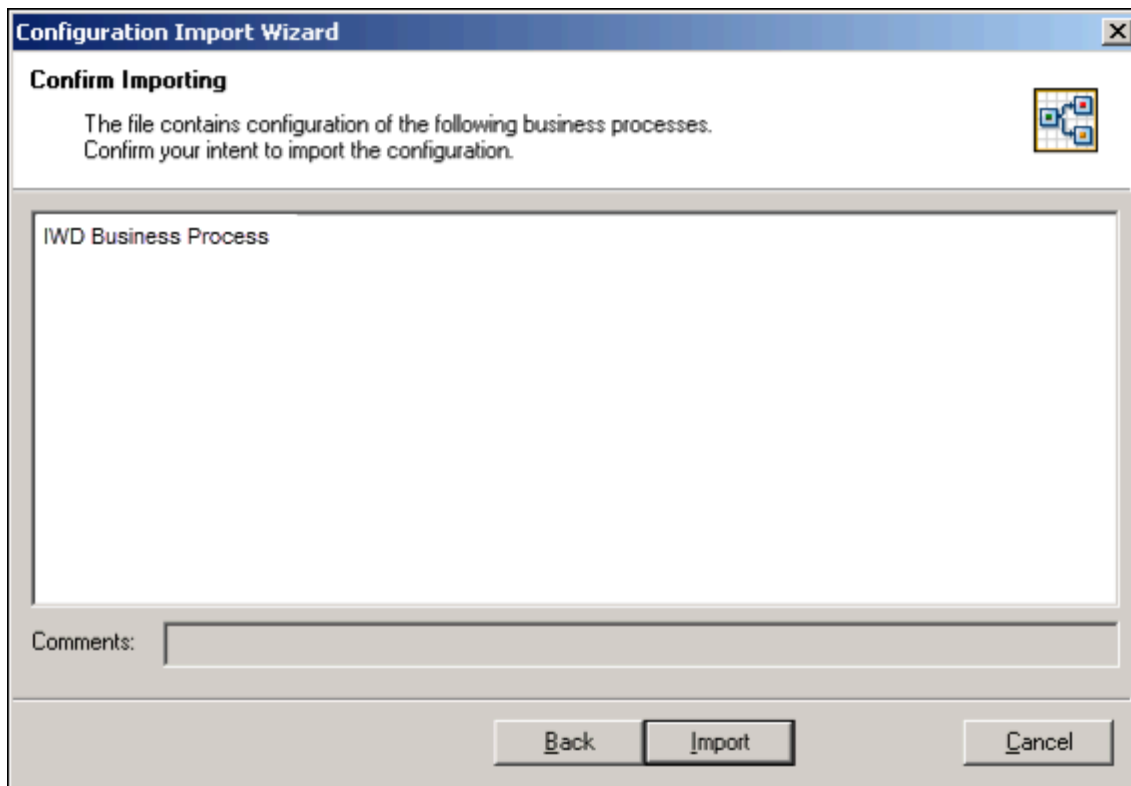 Configuration Import Wizard
Confirm Importing
The file contains configuration of the following business processes.
Confirm your intent to import the configuration.
IWD Business Process
Comments:
Back Import Cancel